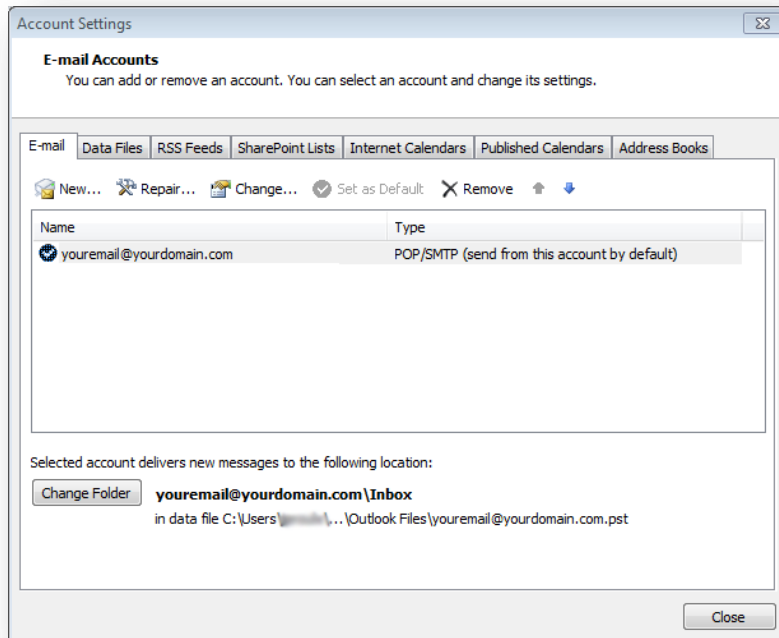 Account Settings
E-mail Accounts
You can add or remove an account. You can select an account and change its settings.
E-mail Data Files RSS Feeds SharePoint Lists Internet Calendars Published Calendars Address Books
New... Repair... Change... Set as Default Remove
Name Type
youremail@yourdomain.com POP/SMTP (send from this account by default)
Selected account delivers new messages to the following location:
Change Folder youremail@yourdomain.com\Inbox
in data file C:\Users\ \...\Outlook Files\youremail@yourdomain.com.pst
Close